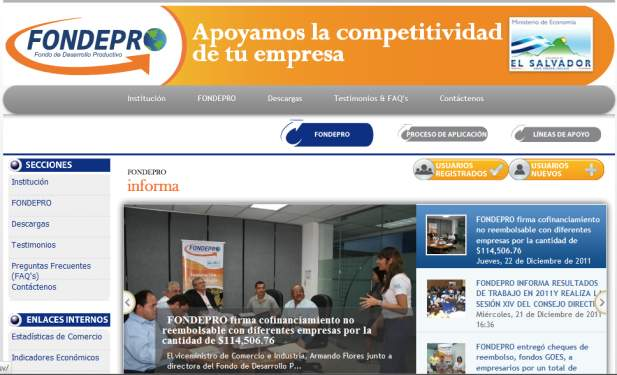 FONDEPRO
Fondo de Desarrollo Productivo
Apoyamos la competitividad
de tu empresa
Ministerio de Economía
EL SALVADOR
Institución
FONDEPRO
Descargas
Testimonios & FAQ's
Contáctenos
FONDEPRO
PROCESO DE APLICACIÓN
LÍNEAS DE APOYO
SECCIONES
Institución
FONDEPRO
Descargas
Testimonios
Preguntas Frecuentes
(FAQ's)
Contáctenos
ENLACES INTERNOS
Estadísticas de Comercio
Indicadores Económicos
FONDEPRO
informa
USUARIOS
REGISTRADOS
USUARIOS
NUEVOS
FONDEPRO
FONDEPRO firma cofinanciamiento no
reembolsable con diferentes empresas por la
cantidad de $114,506.76
El viceministro de Comercio e Industria, Armando Flores junto a
directora del Fondo de Desarrollo P...
FONDEPRO firma cofinanciamiento
no reembolsable con diferentes
empresas por la cantidad de
$114,506.76
Jueves, 22 de Diciembre de 2011
FONDEPRO INFORMA RESULTADOS
DE TRABAJO EN 2011Y REALIZA LA
SESIÓN XIV DEL CONSEJO DIRECTI
Miércoles, 21 de Diciembre de 2011
16:36
FONDEPRO entregó cheques de
reembolso, fondos GOES, a
empresarios por un total de